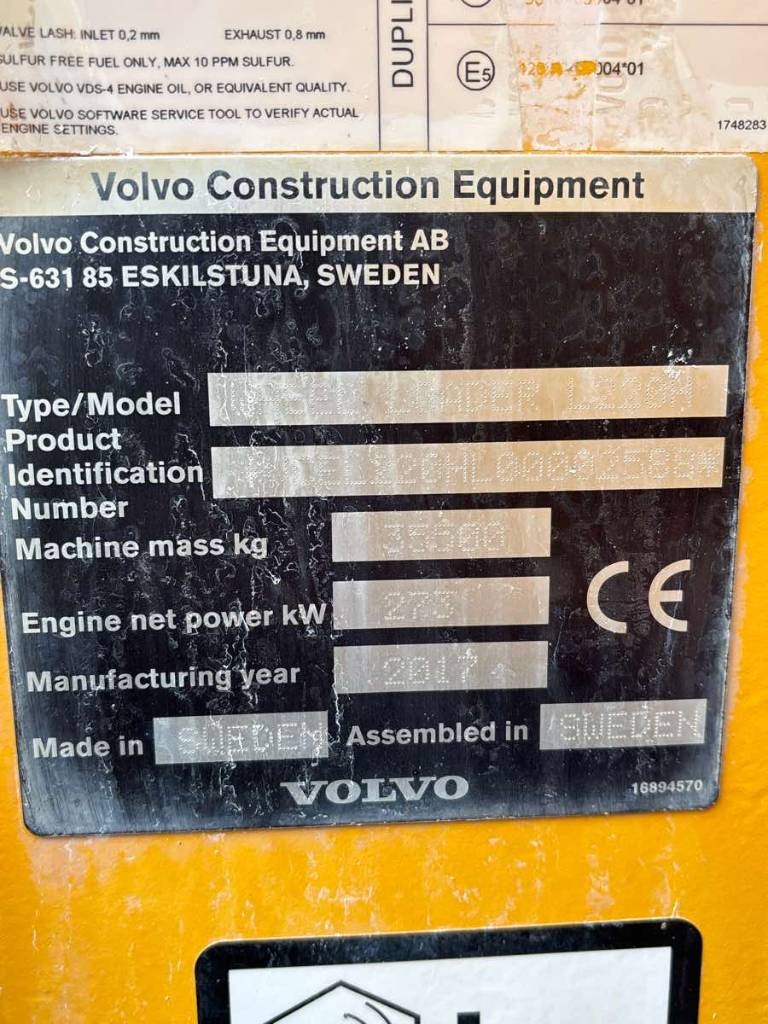 VALVE LASH: INLET 0,2 mm EXHAUST 0,8 mm
SULFUR FREE FUEL ONLY, MAX 10 PPM SULFUR.
USE VOLVO VDS-4 ENGINE OIL, OR EQUIVALENT QUALITY.
USE VOLVO SOFTWARE SERVICE TOOL TO VERIFY ACTUAL
ENGINE SETTINGS.
DUPLI
E5
004*01
1748283
Volvo Construction Equipment
Volvo Construction Equipment AB
S-631 85 ESKILSTUNA, SWEDEN
Type/Model LOADER L220H
Product
Identification
Number
Machine mass kg 35500
Engine net power kW 273
CE
Manufacturing year 2017
Made in SWEDEN Assembled in SWEDEN
VOLVO
16894570